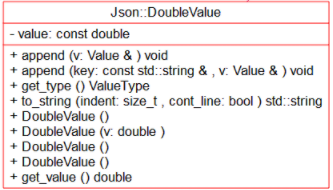 Json::DoubleValue
- value: const double
+ append (v: Value & ) void
+ append (key: const std::string & , v: Value & ) void
+ get_type () ValueType
+ to_string (indent: size_t , cont_line: bool ) std::string
+ DoubleValue ()
+ DoubleValue (v: double )
+ DoubleValue ()
+ DoubleValue ()
+ get_value () double